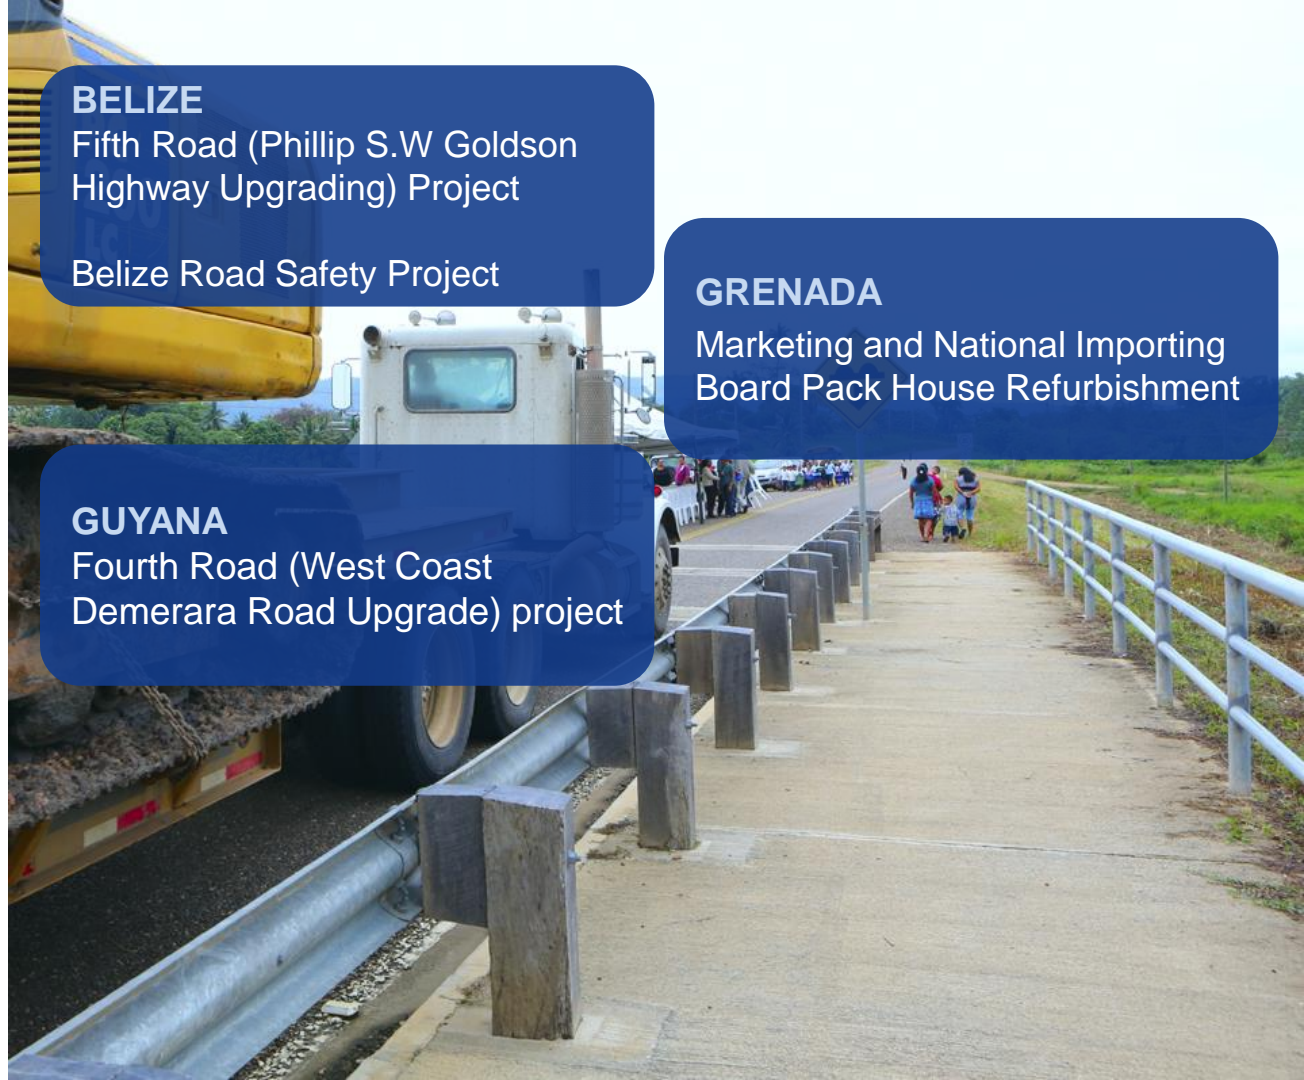 BELIZE
Fifth Road (Phillip S.W Goldson
Highway Upgrading) Project
Belize Road Safety Project
GRENADA
Marketing and National Importing
Board Pack House Refurbishment
GUYANA
Fourth Road (West Coast
Demerara Road Upgrade) project